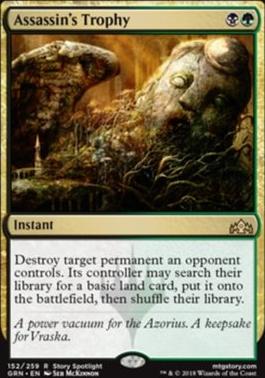 Assassin's Trophy
Instant
Destroy target permanent an opponent
controls. Its controller may search their
library for a basic land card, put it onto
the battlefield, then shuffle their library.
A power vacuum for the Azorius. A keepsake
for Vraska.
152/259 R Story Spotlight
GRN • EN Seb McKinnon
mtgstory.com
™ & © 2018 Wizards of the Coast